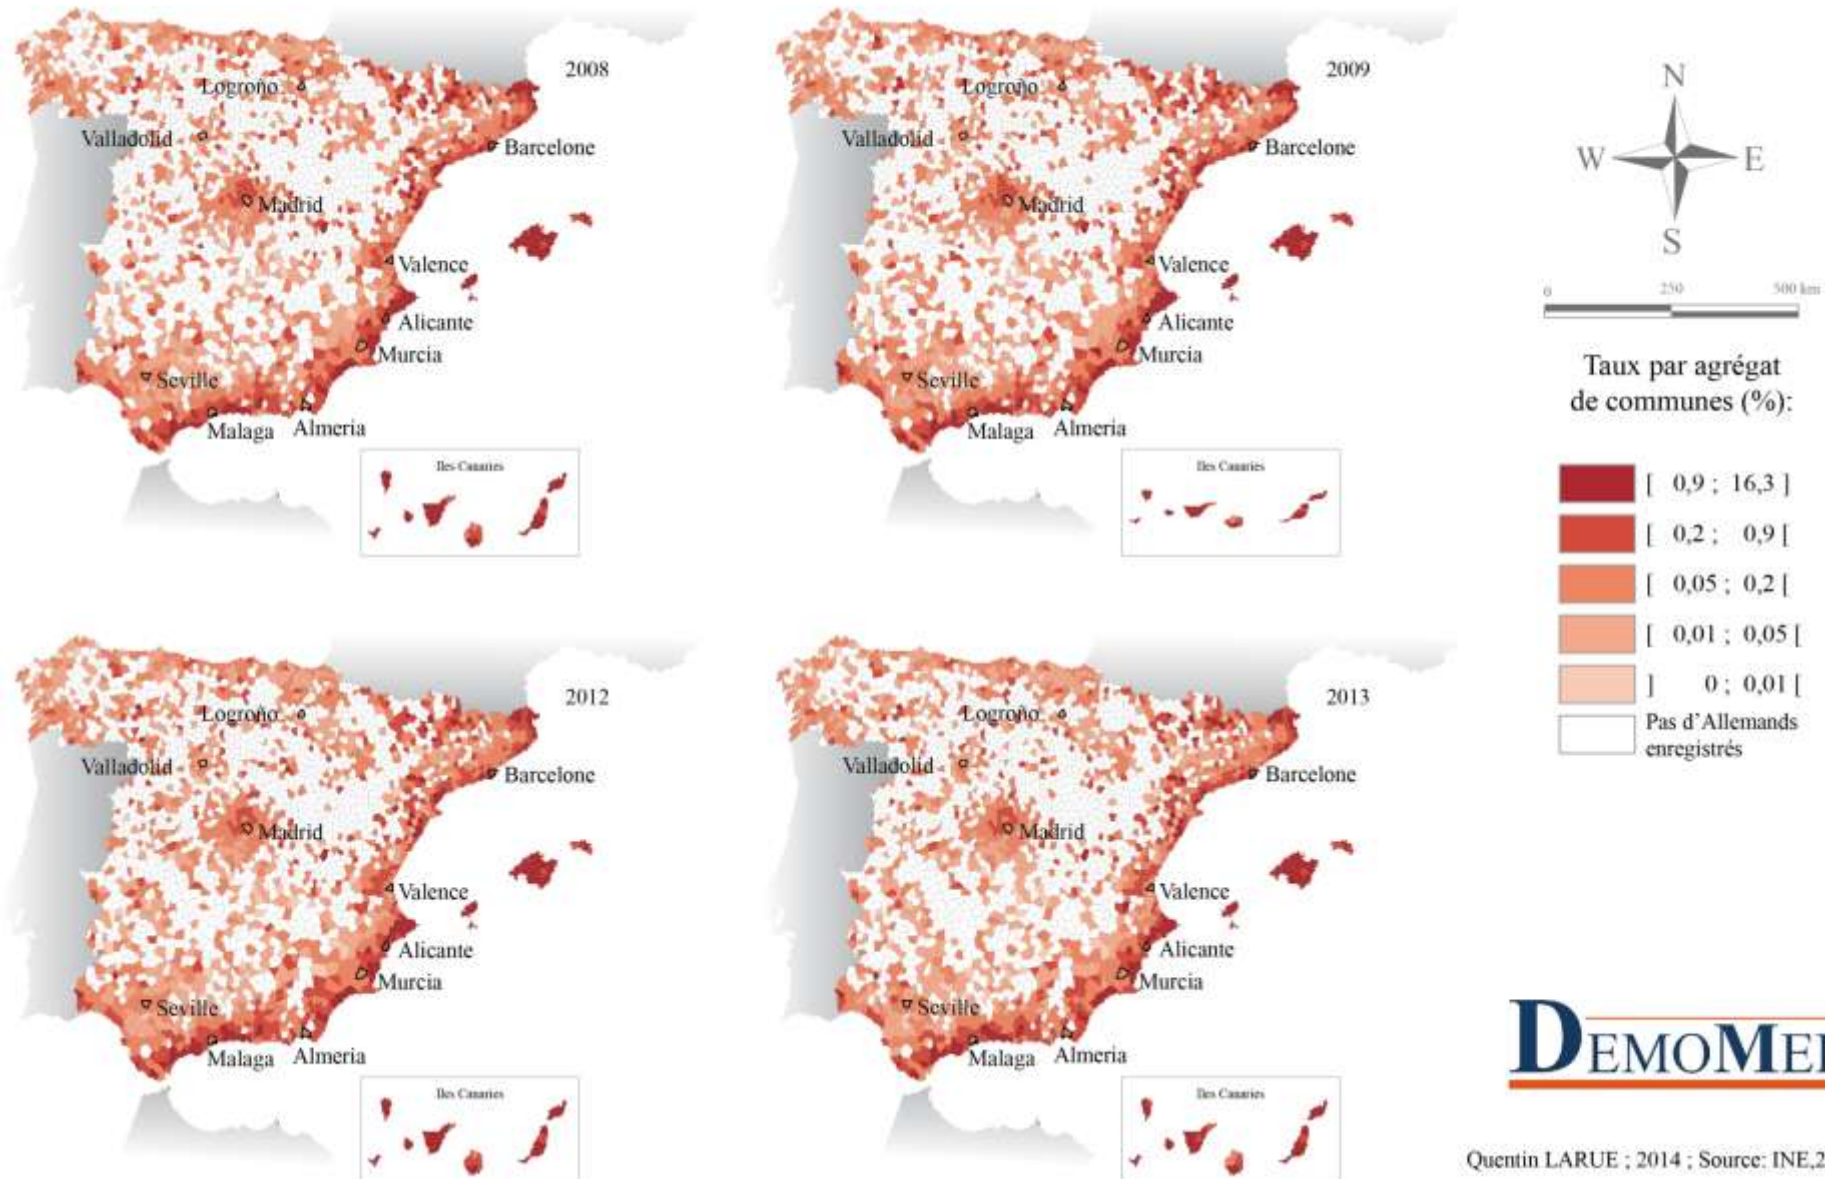 2008
Logroño
Valladolid
Barcelone
Madrid
Valence
Alicante
Murcia
Seville
Malaga
Almeria
Iles Canaries
2009
Logroño
Valladolid
Barcelone
Madrid
Valence
Alicante
Murcia
Seville
Malaga
Almeria
Iles Canaries
2012
Logroño
Valladolid
Barcelone
Madrid
Valence
Alicante
Murcia
Seville
Malaga
Almeria
Iles Canaries
2013
Logroño
Valladolid
Barcelone
Madrid
Valence
Alicante
Murcia
Seville
Malaga
Almeria
Iles Canaries
N
W E
S
0 250 500 km
Taux par agrégat
de communes (%):
[ 0,9 ; 16,3 ]
[ 0,2 ; 0,9 [
[ 0,05 ; 0,2 [
[ 0,01 ; 0,05 [
] 0 ; 0,01 [
Pas d'Allemands
enregistrés
Quentin LARUE ; 2014 ; Source: INE,2